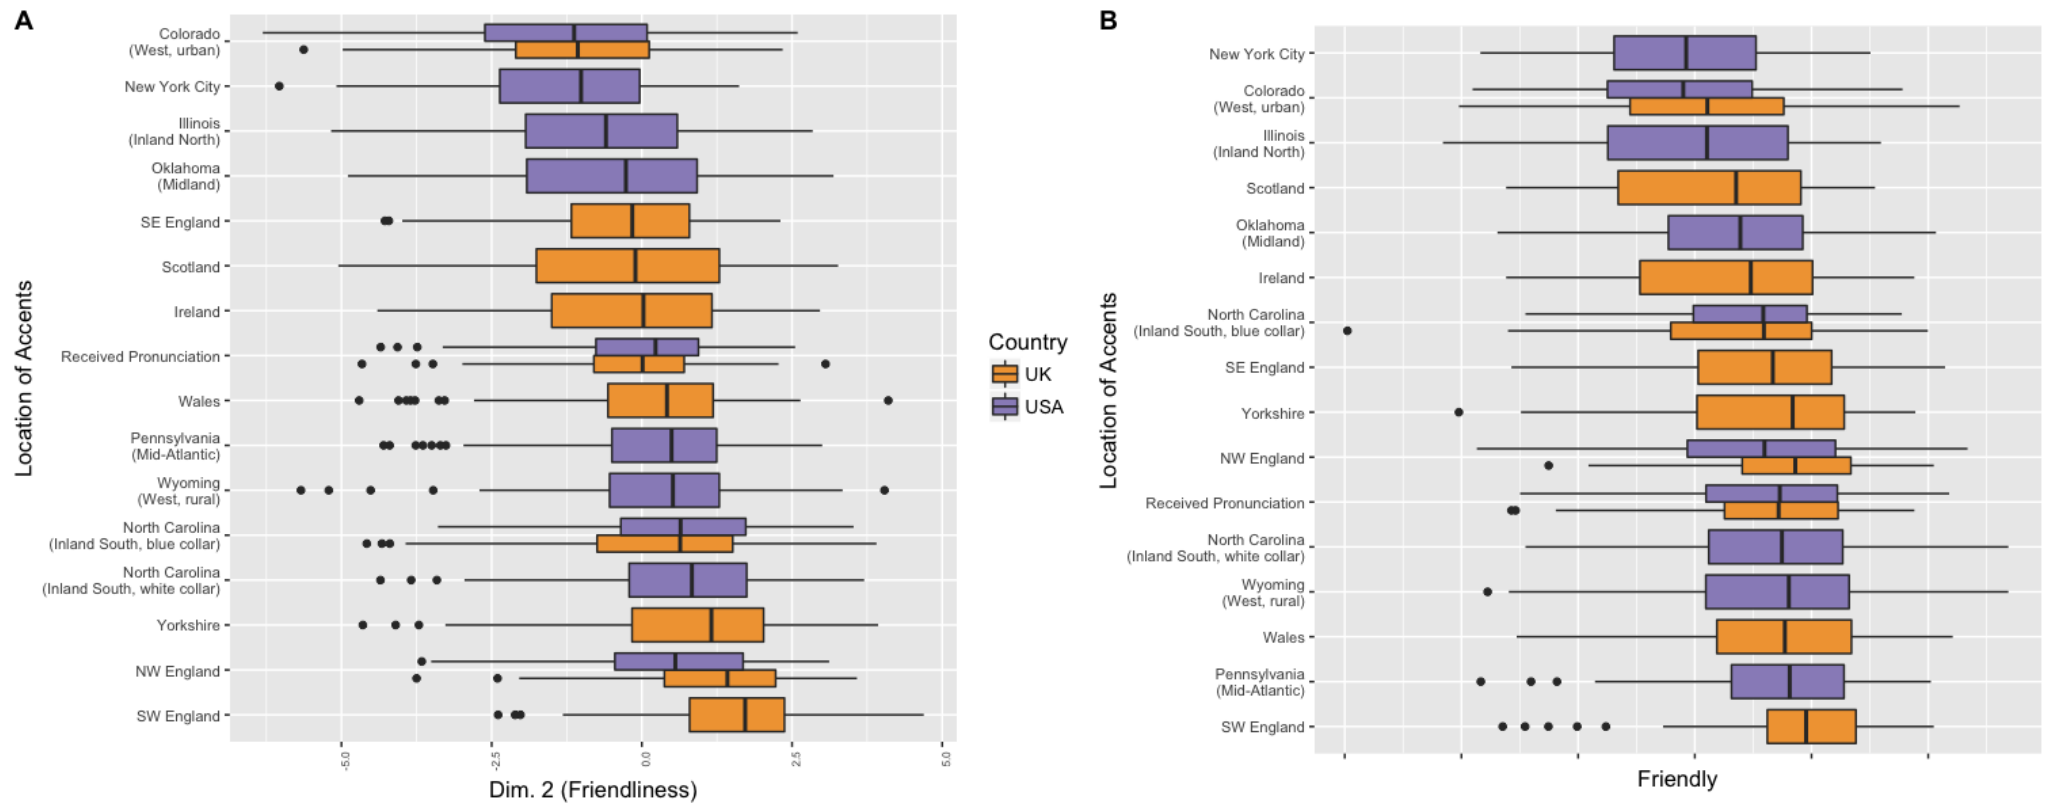 A
Location of Accents
Colorado
(West, urban)
New York City
Illinois
(Inland North)
Oklahoma
(Midland)
SE England
Scotland
Ireland
Received Pronunciation
Wales
Pennsylvania
(Mid-Atlantic)
Wyoming
(West, rural)
North Carolina
(Inland South, blue collar)
North Carolina
(Inland South, white collar)
Yorkshire
NW England
SW England
-5.0
-2.5
0.0
2.5
5.0
Dim. 2 (Friendliness)
Country
UK
USA
B
Location of Accents
New York City
Colorado
(West, urban)
Illinois
(Inland North)
Scotland
Oklahoma
(Midland)
Ireland
North Carolina
(Inland South, blue collar)
SE England
Yorkshire
NW England
Received Pronunciation
North Carolina
(Inland South, white collar)
Wyoming
(West, rural)
Wales
Pennsylvania
(Mid-Atlantic)
SW England
Friendly